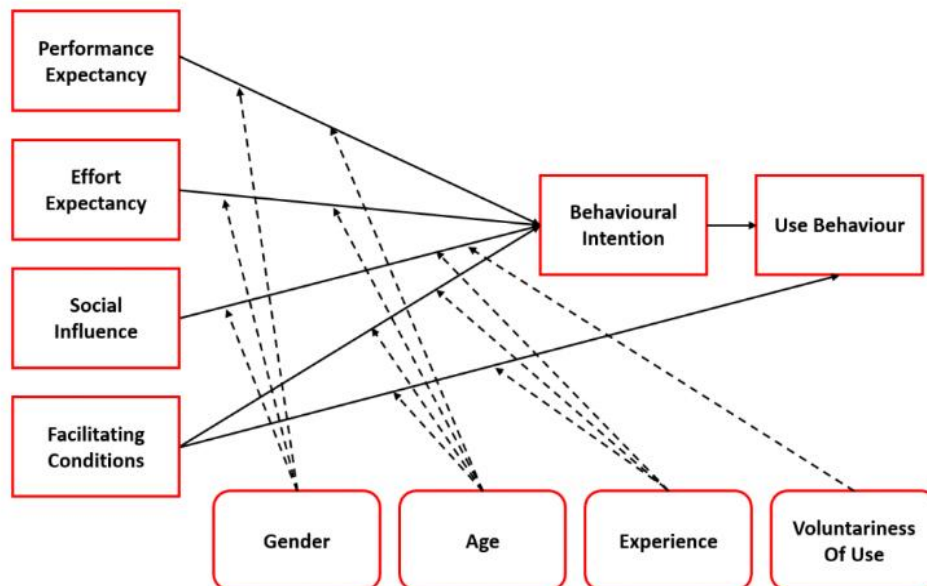 Performance
Expectancy
Effort
Expectancy
Behavioural
Intention
Use Behaviour
Social
Influence
Facilitating
Conditions
Gender
Age
Experience
Voluntariness
Of Use